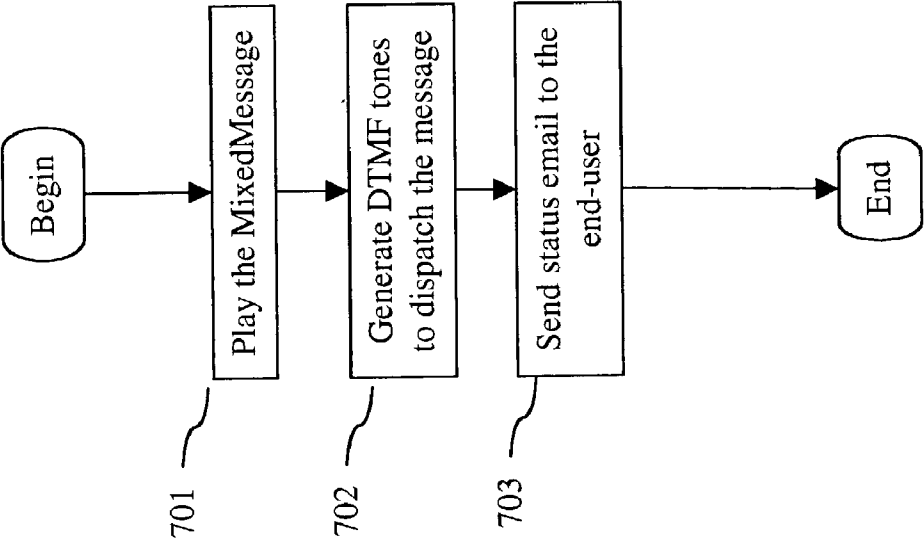 Begin
701
Play the MixedMessage
702
Generate DTMF tones
to dispatch the message
703
Send status email to the
end-user
End